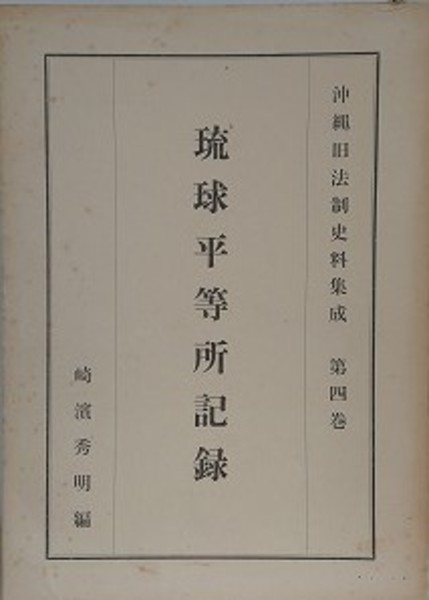 沖縄旧法制史料集成 第四巻
琉球平等所記録
崎濱秀明編